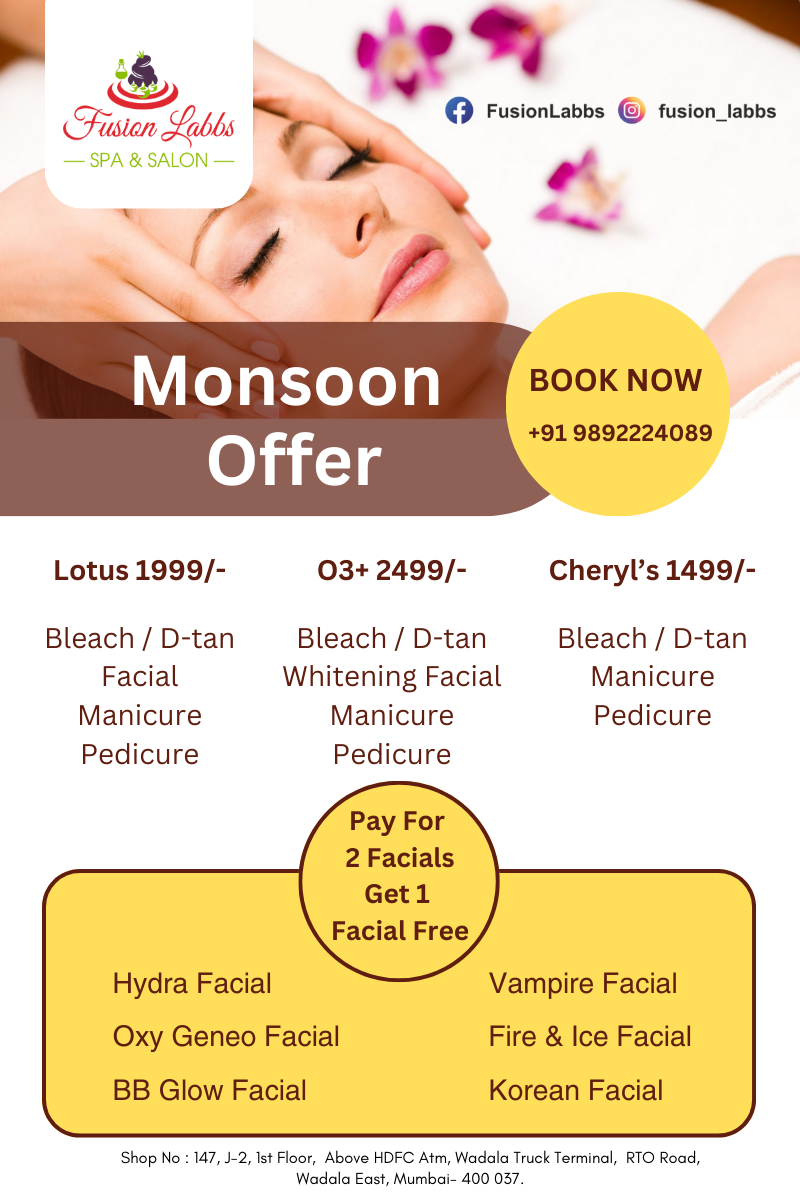 Fusion Labbs
— SPA & SALON —
FusionLabbs
fusion_labbs
Monsoon
Offer
BOOK NOW
+91 9892224089
Lotus 1999/-
Bleach / D-tan
Facial
Manicure
Pedicure
O3+ 2499/-
Bleach / D-tan
Whitening Facial
Manicure
Pedicure
Cheryl’s 1499/-
Bleach / D-tan
Manicure
Pedicure
Pay For
2 Facials
Get 1
Facial Free
Hydra Facial
Oxy Geneo Facial
BB Glow Facial
Vampire Facial
Fire & Ice Facial
Korean Facial
Shop No : 147, J-2, 1st Floor, Above HDFC Atm, Wadala Truck Terminal, RTO Road,
Wadala East, Mumbai- 400 037.